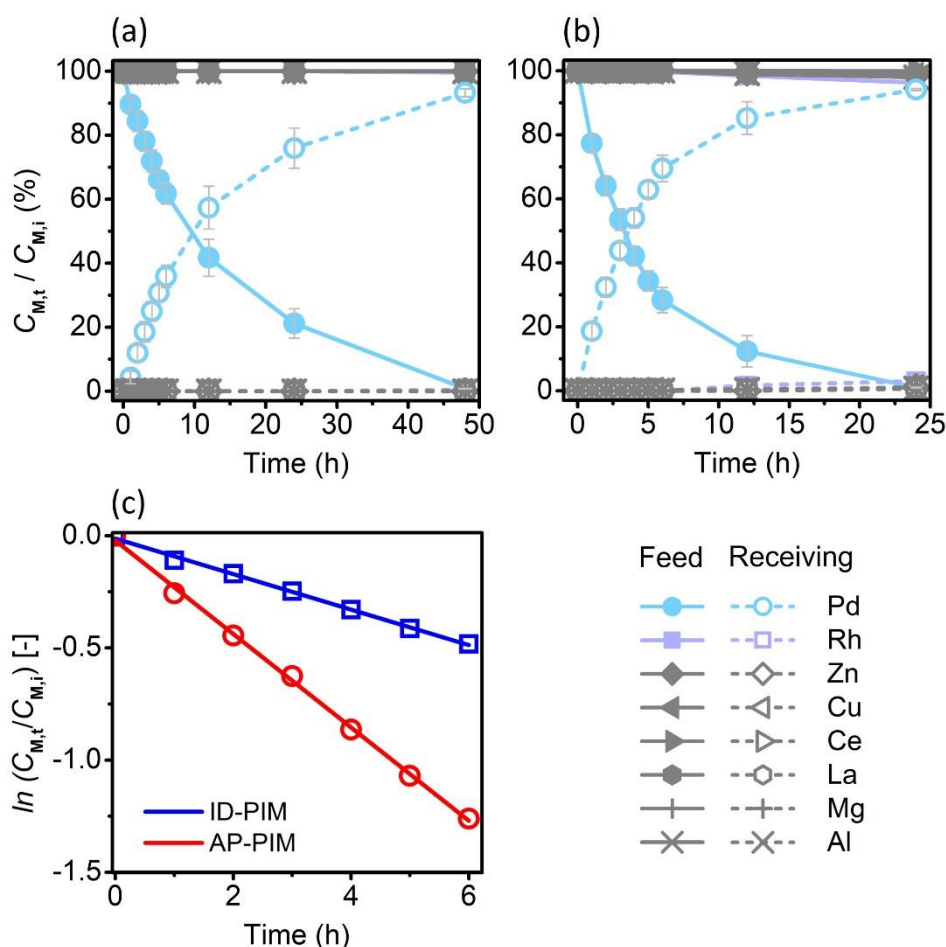 (a)
(b)
C_M,t / C_M,i (%)
100
80
60
40
20
0
0 10 20 30 40 50
Time (h)
100
80
60
40
20
0
0 5 10 15 20 25
Time (h)
(c)
ln (C_M,t/C_M,i) [-]
0.0
-0.5
-1.0
-1.5
ID-PIM
AP-PIM
0 2 4 6
Time (h)
Feed Receiving
Pd
Rh
Zn
Cu
Ce
La
Mg
Al